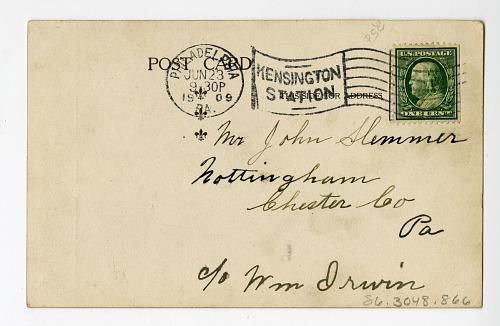 POST CARD
PHILADELPHIA
JUN 23
9.30P
1909
PA.
KENSINGTON
STATION
THIS SIDE FOR ADDRESS
U.S. POSTAGE
ONE CENT
Mr John Slemmer
Nottingham
Chester Co
Pa
c/o Wm Irwin
86.3048.866